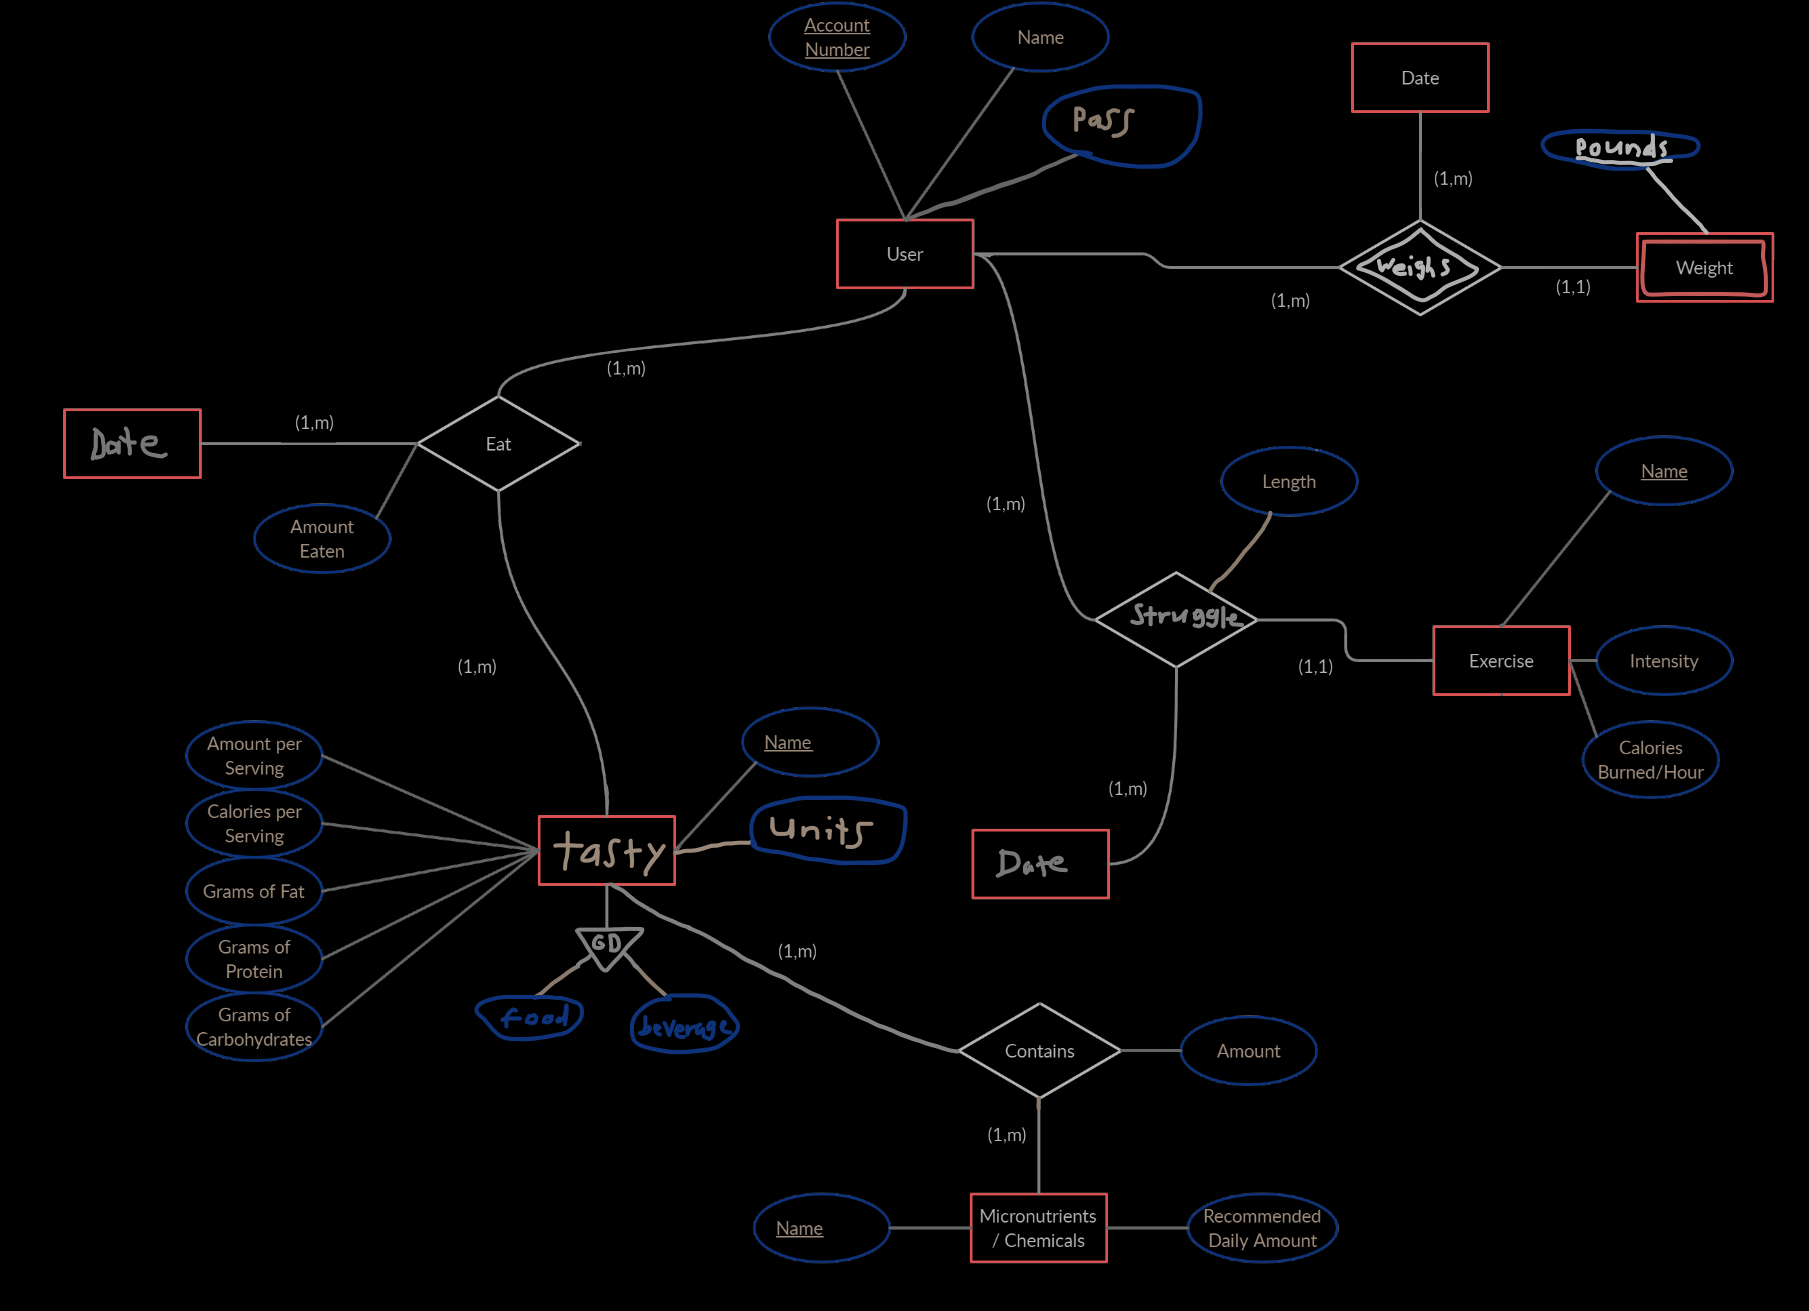 Account
Number
Name
Pass
Date
Pounds
User
Weighs
Weight
(1,m)
(1,m)
(1,1)
(1,m)
Date
(1,m)
Eat
Amount
Eaten
(1,m)
Length
Name
Struggle
(1,1)
Exercise
Intensity
Calories
Burned/Hour
(1,m)
Amount per
Serving
Calories per
Serving
Grams of Fat
Grams of
Protein
Grams of
Carbohydrates
Name
Units
tasty
(1,m)
Date
GD
food
beverage
(1,m)
Contains
Amount
(1,m)
Name
Micronutrients
/ Chemicals
Recommended
Daily Amount